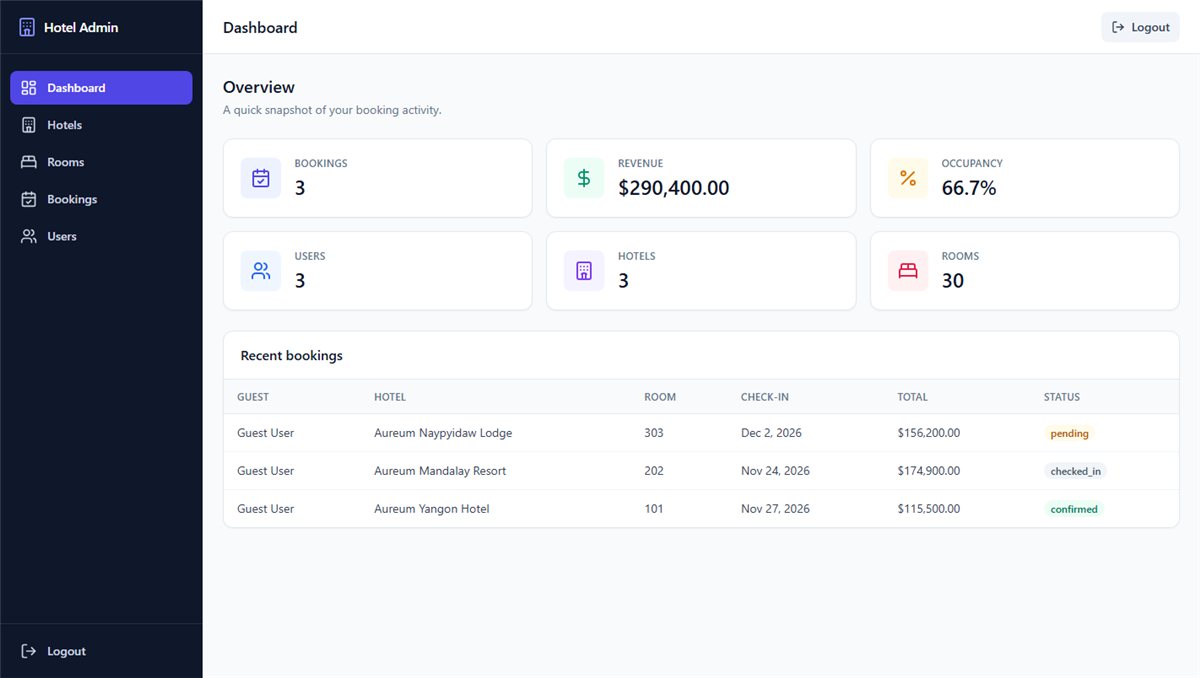 Hotel Admin
Dashboard
Logout
Dashboard
Hotels
Rooms
Bookings
Users
Logout
Overview
A quick snapshot of your booking activity.
BOOKINGS
3
REVENUE
$290,400.00
OCCUPANCY
66.7%
USERS
3
HOTELS
3
ROOMS
30
Recent bookings
GUEST HOTEL ROOM CHECK-IN TOTAL STATUS
Guest User Aureum Naypyidaw Lodge 303 Dec 2, 2026 $156,200.00 pending
Guest User Aureum Mandalay Resort 202 Nov 24, 2026 $174,900.00 checked_in
Guest User Aureum Yangon Hotel 101 Nov 27, 2026 $115,500.00 confirmed